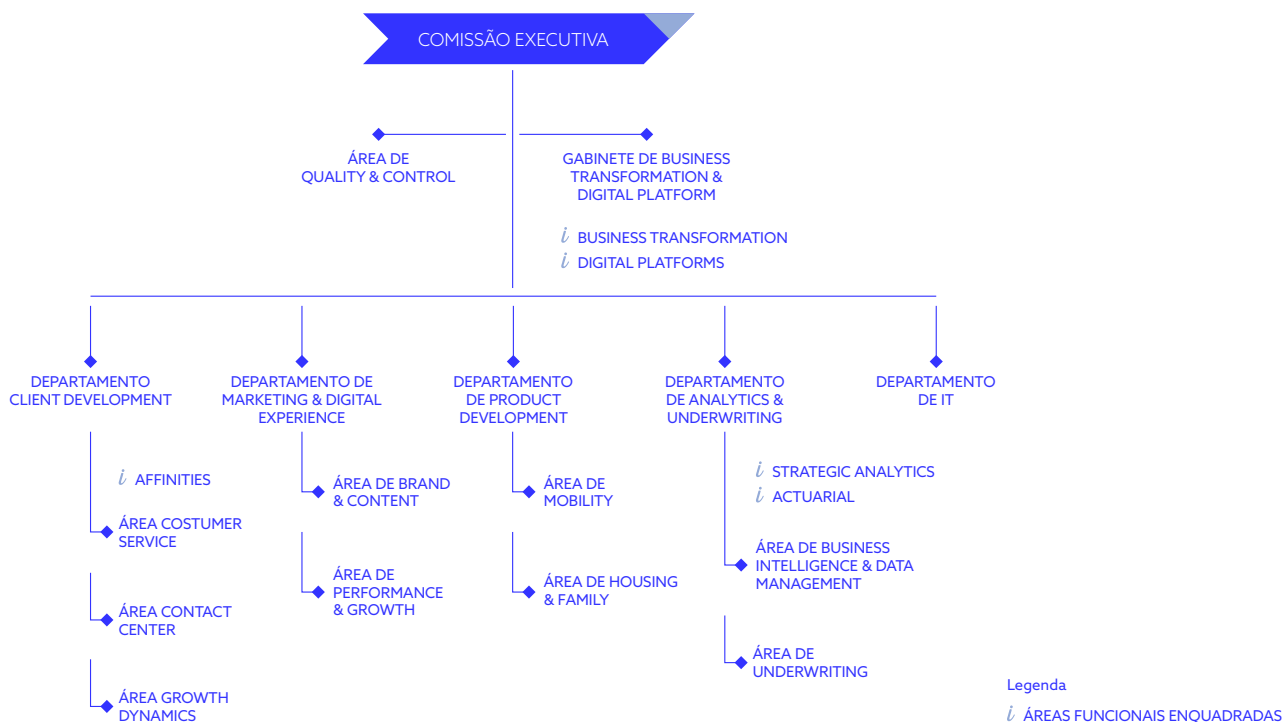 COMISSÃO EXECUTIVA
ÁREA DE
QUALITY & CONTROL
GABINETE DE BUSINESS
TRANSFORMATION &
DIGITAL PLATFORM
i BUSINESS TRANSFORMATION
i DIGITAL PLATFORMS
DEPARTAMENTO
CLIENT DEVELOPMENT
i AFFINITIES
ÁREA COSTUMER
SERVICE
ÁREA CONTACT
CENTER
ÁREA GROWTH
DYNAMICS
DEPARTAMENTO DE
MARKETING & DIGITAL
EXPERIENCE
ÁREA DE BRAND
& CONTENT
ÁREA DE
PERFORMANCE
& GROWTH
DEPARTAMENTO
DE PRODUCT
DEVELOPMENT
ÁREA DE
MOBILITY
ÁREA DE HOUSING
& FAMILY
DEPARTAMENTO
DE ANALYTICS &
UNDERWRITING
i STRATEGIC ANALYTICS
i ACTUARIAL
ÁREA DE BUSINESS
INTELLIGENCE & DATA
MANAGEMENT
ÁREA DE
UNDERWRITING
DEPARTAMENTO
DE IT
Legenda
i ÁREAS FUNCIONAIS ENQUADRADAS